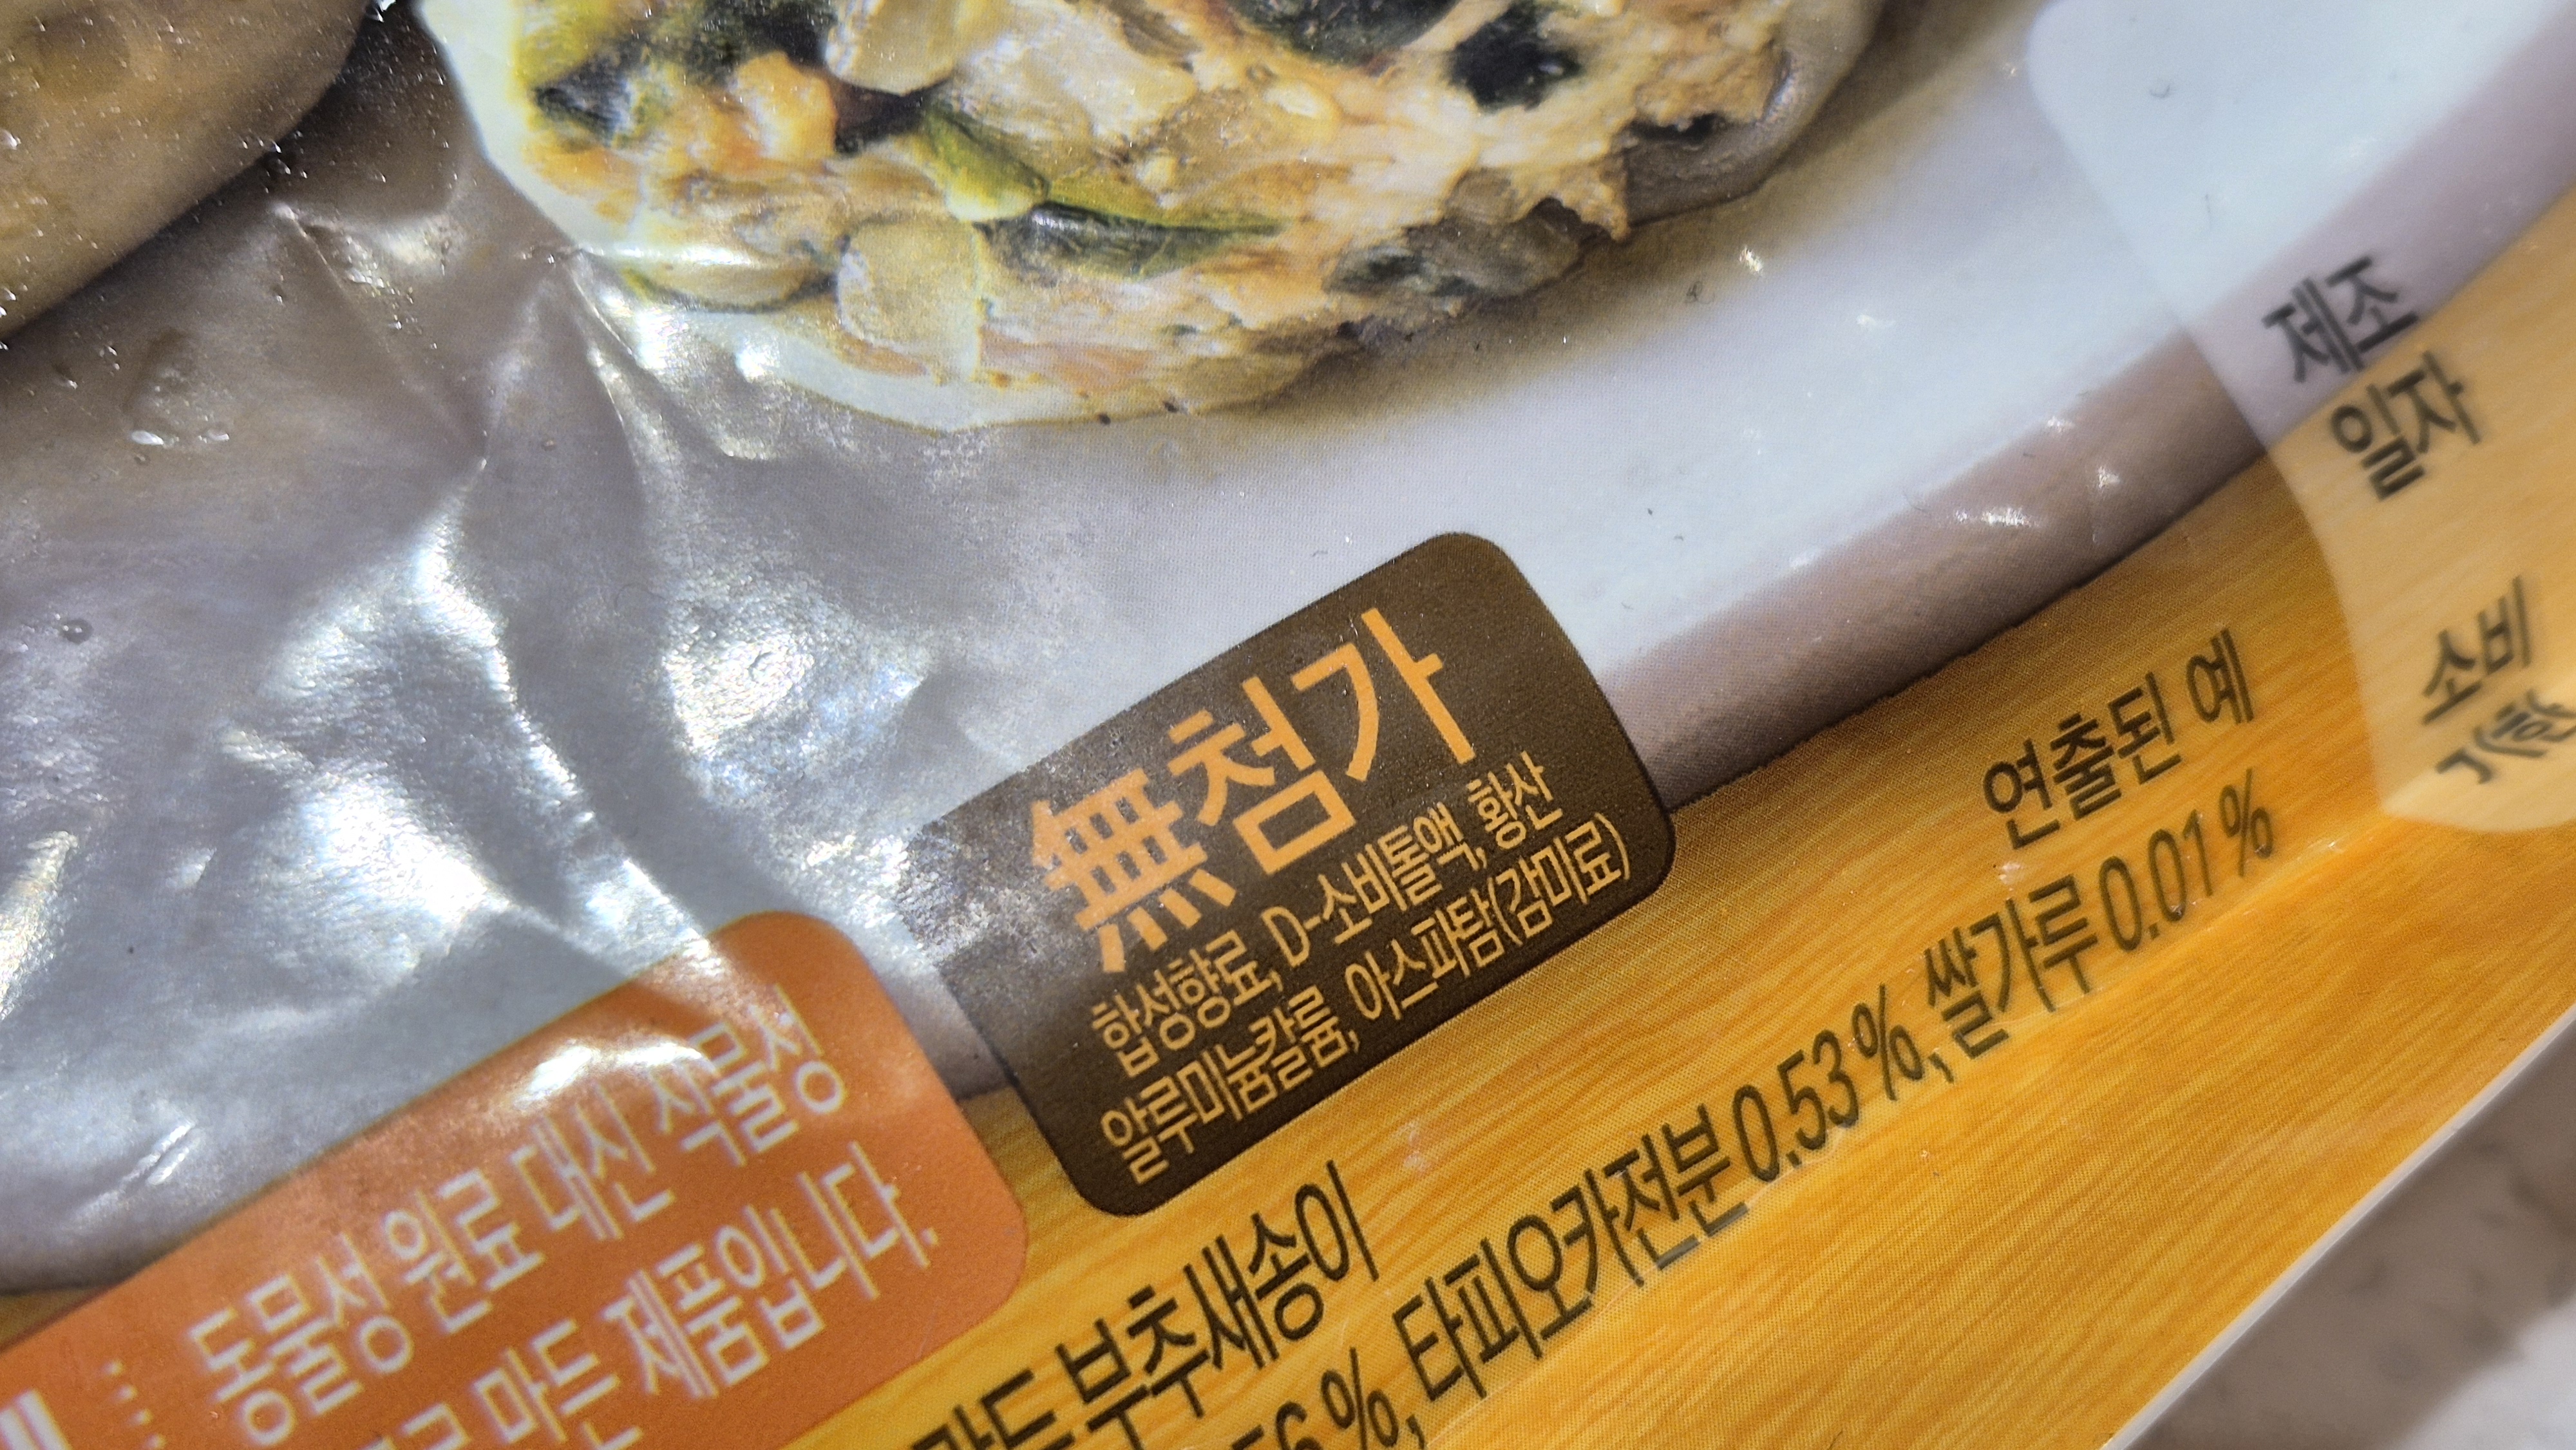 제조
일자
소비
無첨가
합성향료, D-소비톨액, 황산
알루미늄칼륨, 아스파탐(감미료)
연출된 예
동물성 원료 대신 식물성
만든 제품입니다.
만든 부추새송이
56 %, 타피오카전분 0.53 %, 쌀가루 0.01 %